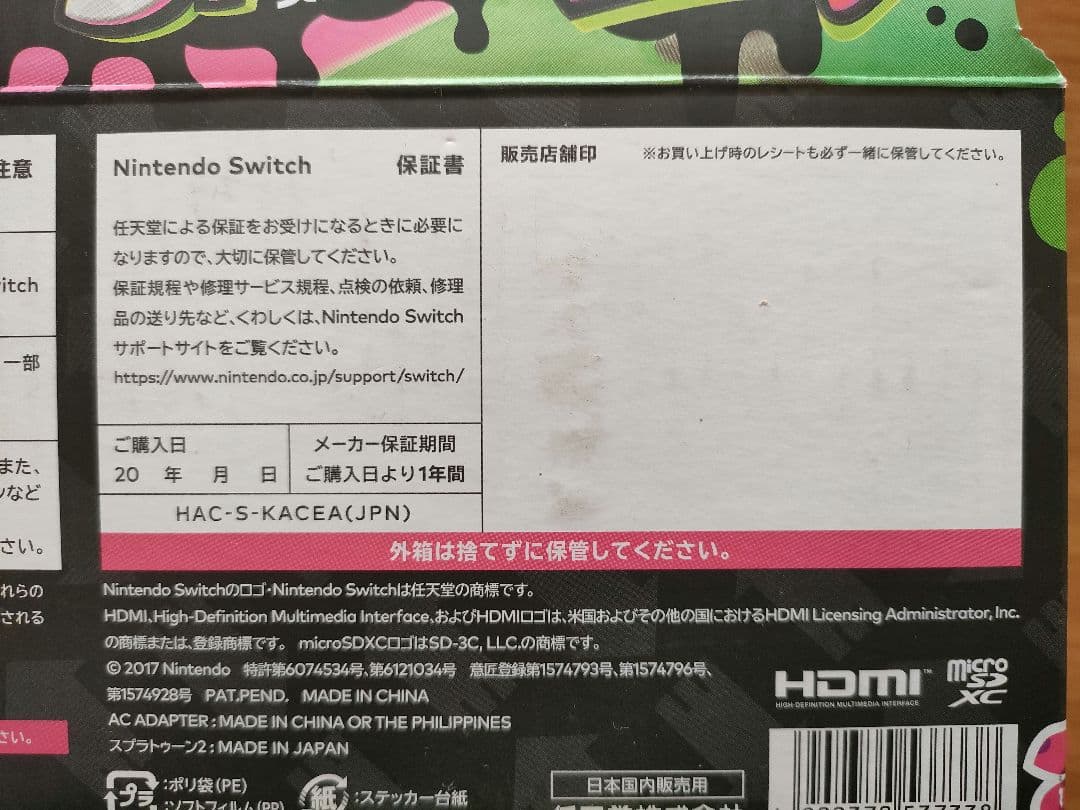 注意
itch
一部
また、
など
さい。
れらの
される
さい。
Nintendo Switch 保証書
任天堂による保証をお受けになるときに必要に
なりますので、大切に保管してください。
保証規程や修理サービス規程、点検の依頼、修理
品の送り先など、くわしくは、Nintendo Switch
サポートサイトをご覧ください。
https://www.nintendo.co.jp/support/switch/
ご購入日
20 年 月 日
メーカー保証期間
ご購入日より1年間
HAC-S-KACEA(JPN)
販売店舗印 ※お買い上げ時のレシートも必ず一緒に保管してください。
外箱は捨てずに保管してください。
Nintendo Switchのロゴ・Nintendo Switchは任天堂の商標です。
HDMI、High-Definition Multimedia Interface、およびHDMIロゴは、米国およびその他の国におけるHDMI Licensing Administrator, Inc.
の商標または、登録商標です。 microSDXCロゴはSD-3C, LLC.の商標です。
© 2017 Nintendo 特許第6074534号、第6121034号 意匠登録第1574793号、第1574796号、
第1574928号 PAT.PEND. MADE IN CHINA
AC ADAPTER : MADE IN CHINA OR THE PHILIPPINES
スプラトゥーン2 : MADE IN JAPAN
HDMI™
HIGH-DEFINITION MULTIMEDIA INTERFACE
micro SD XC
プラ :ポリ袋(PE)
:ソフトフィルム(PP)
紙 :ステッカー台紙
日本国内販売用
任天堂株式会社